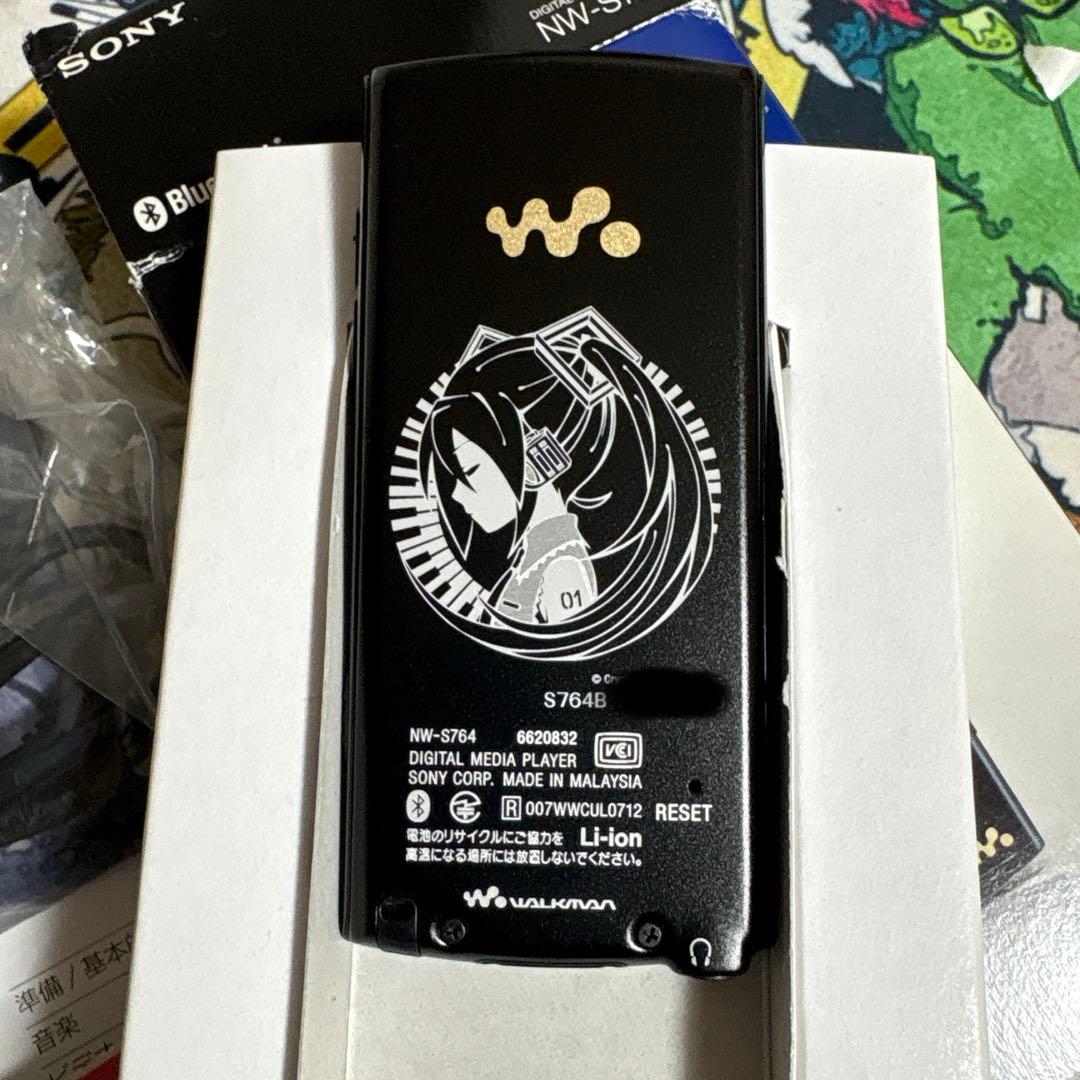 SONY
DIGITAL
NW-S
Blue
01
S764B
NW-S764 6620832 VCI
DIGITAL MEDIA PLAYER
SONY CORP. MADE IN MALAYSIA
R 007WWCUL0712 RESET
電池のリサイクルにご協力を Li-ion
高温になる場所には放置しないでください。
W. WALKMAN
準備 / 基本
音楽